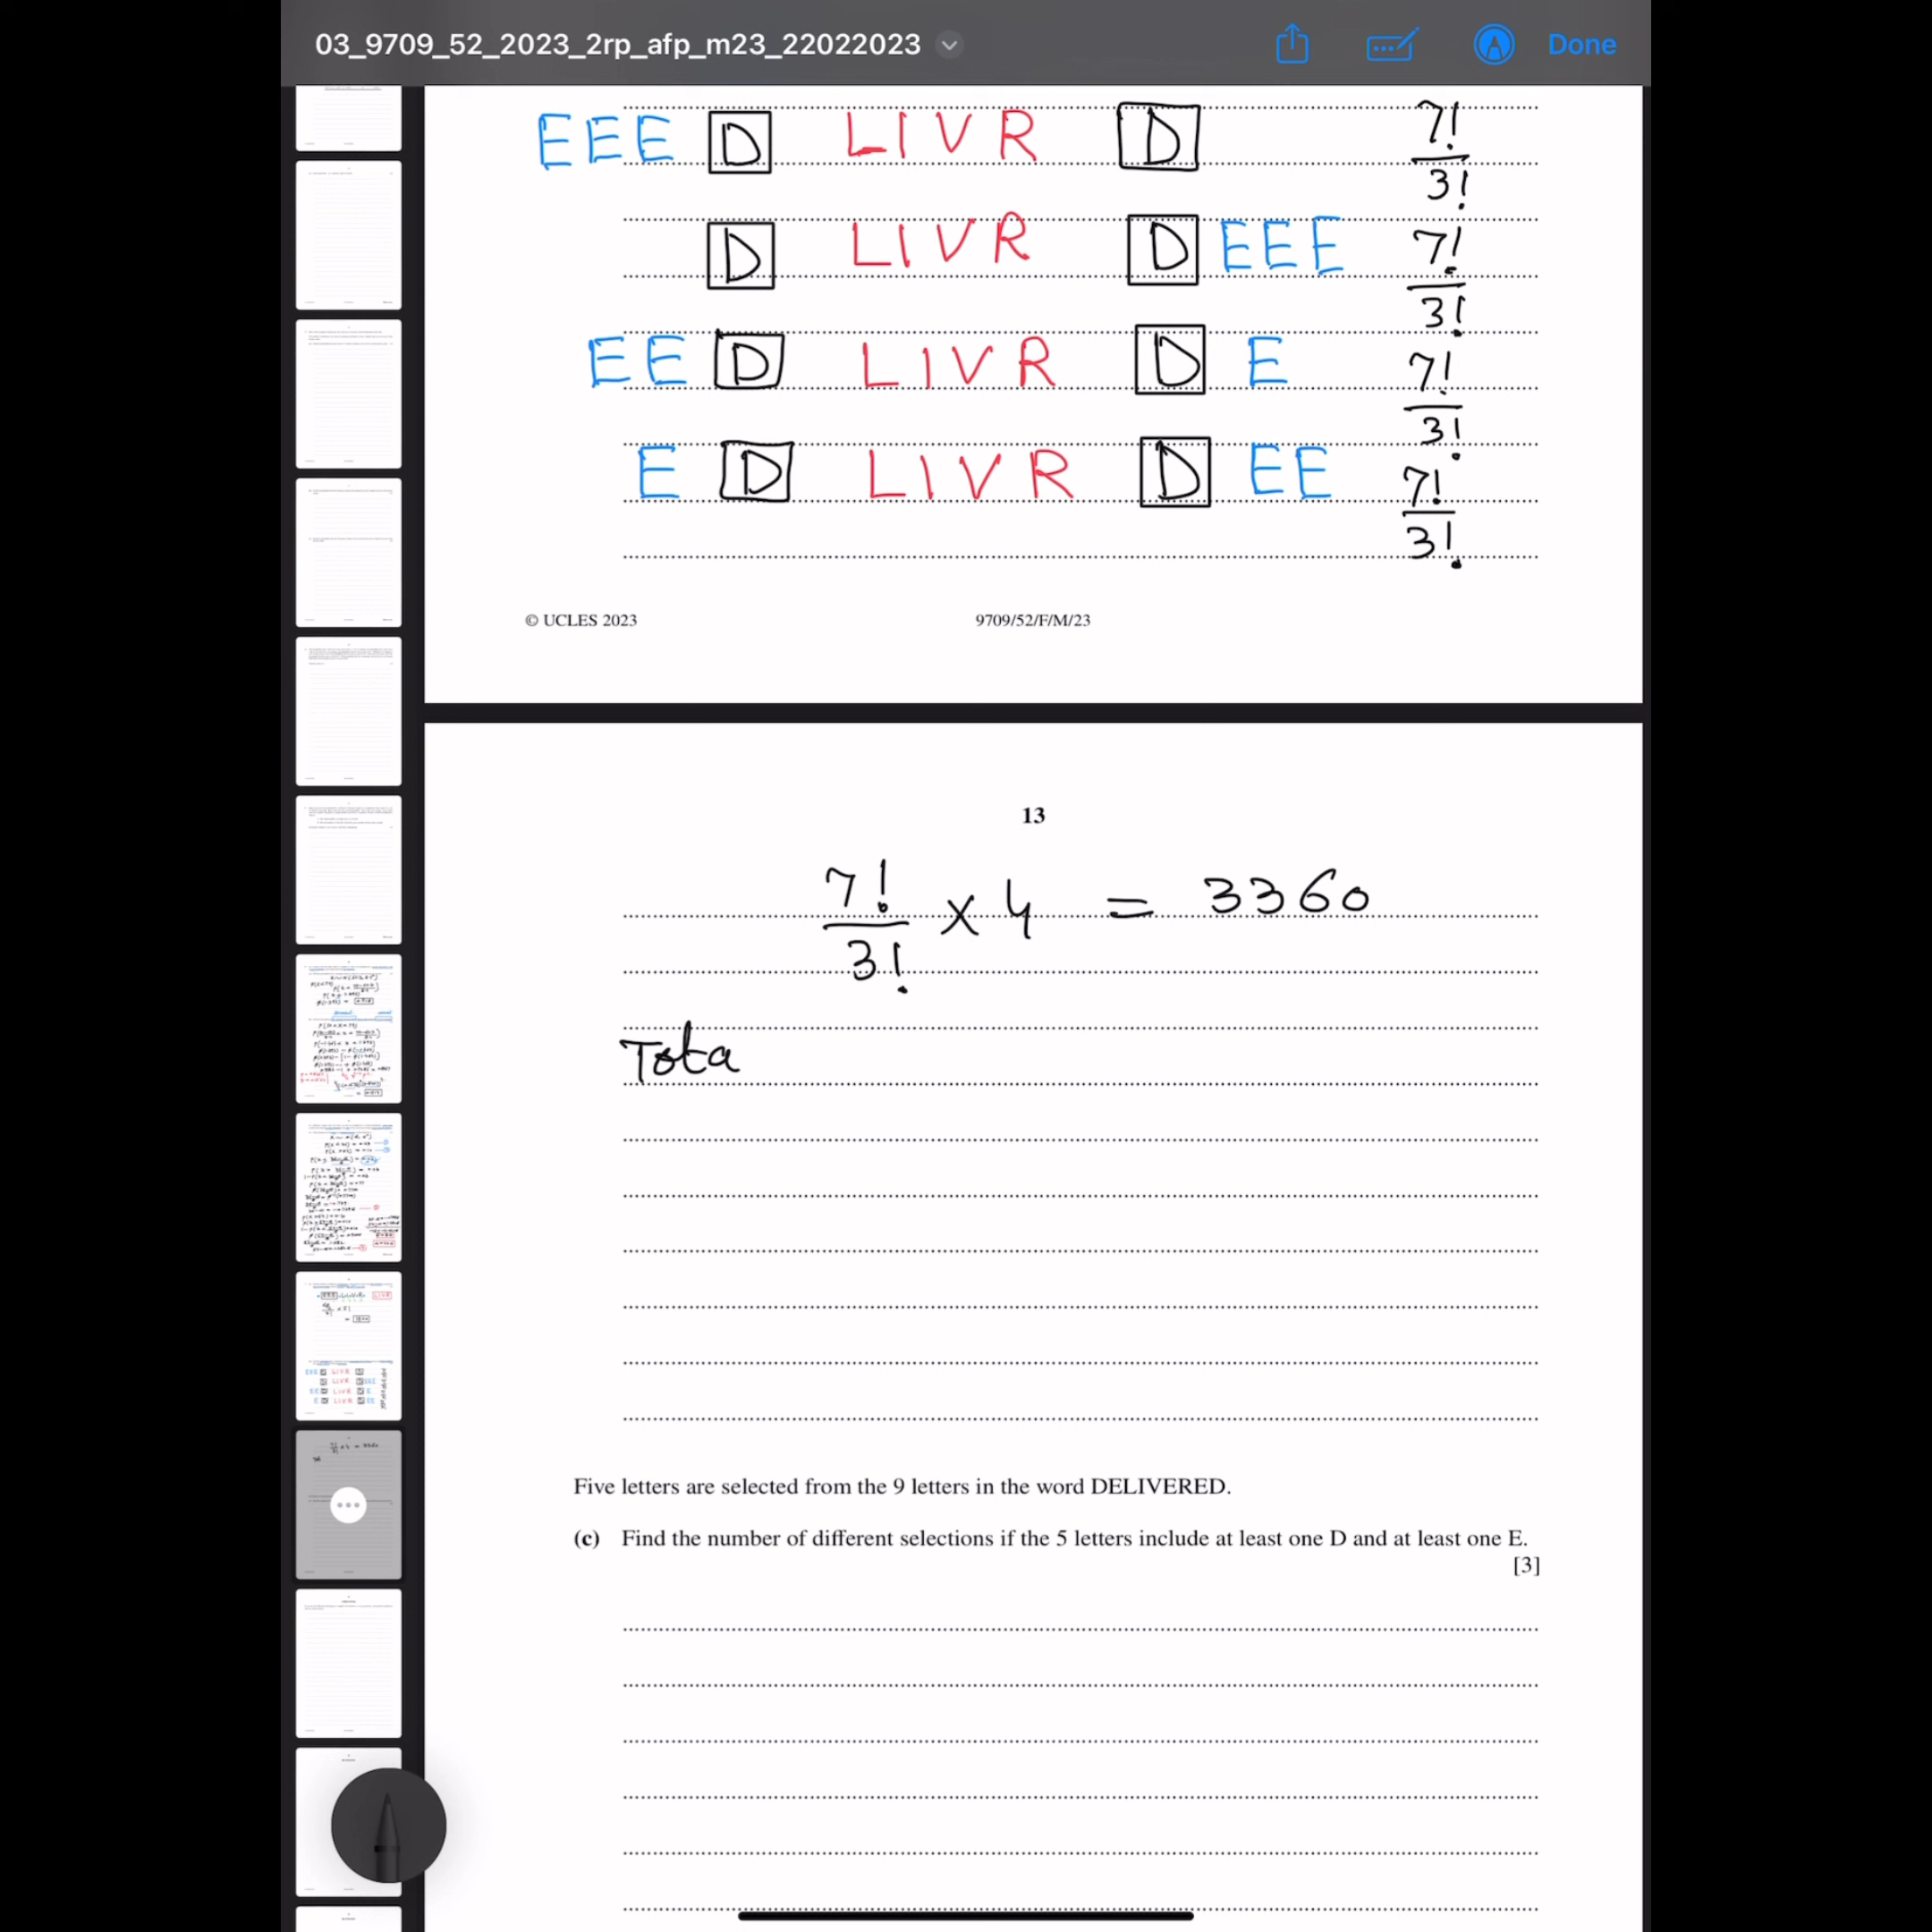 03_9709_52_2023_2rp_afp_m23_22022023
Done
EEE D LIVR D 7!/3!
D LIVR D EEE 7!/3!
EE D LIVR D E 7!/3!
E D LIVR D EE 7!/3!
© UCLES 2023 9709/52/F/M/23
13
7!/3! × 4 = 3360
Tota
Five letters are selected from the 9 letters in the word DELIVERED.
(c) Find the number of different selections if the 5 letters include at least one D and at least one E.
[3]